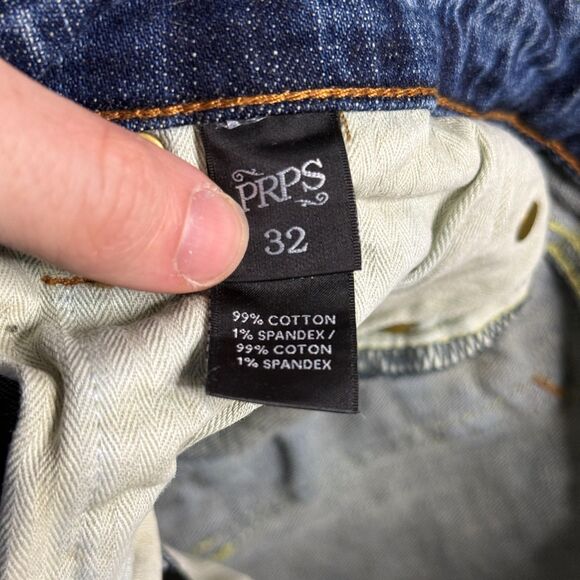 PRPS
32
99% COTTON
1% SPANDEX /
99% COTON
1% SPANDEX